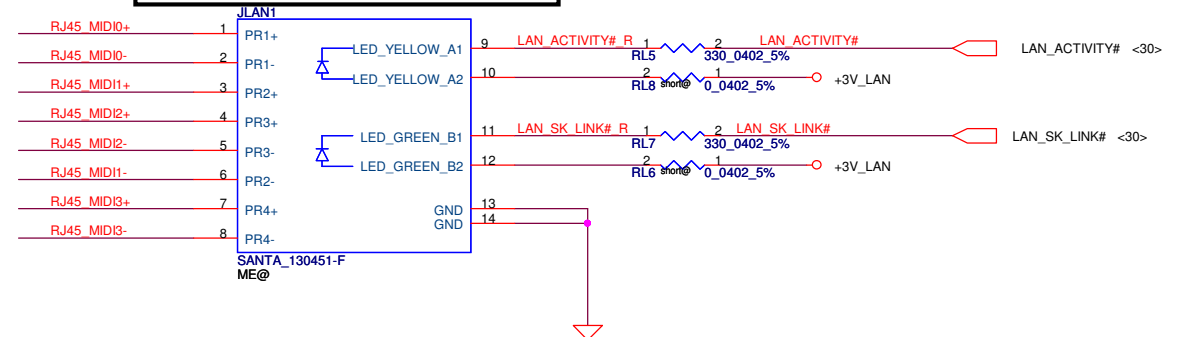 JLAN1
RJ45_MIDI0+ 1 PR1+
RJ45_MIDI0- 2 PR1-
RJ45_MIDI1+ 3 PR2+
RJ45_MIDI2+ 4 PR3+
RJ45_MIDI2- 5 PR3-
RJ45_MIDI1- 6 PR2-
RJ45_MIDI3+ 7 PR4+
RJ45_MIDI3- 8 PR4-
LED_YELLOW_A1 9 LAN_ACTIVITY#_R 1 2 LAN_ACTIVITY# LAN_ACTIVITY# <30>
RL5 330_0402_5%
LED_YELLOW_A2 10 2 1 +3V_LAN
RL8 short@ 0_0402_5%
LED_GREEN_B1 11 LAN_SK_LINK#_R 1 2 LAN_SK_LINK# LAN_SK_LINK# <30>
RL7 330_0402_5%
LED_GREEN_B2 12 2 1 +3V_LAN
RL6 short@ 0_0402_5%
GND 13
GND 14
SANTA_130451-F
ME@